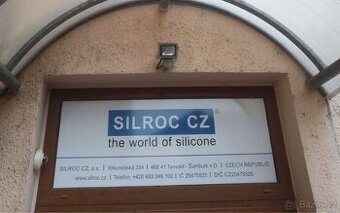 SILROC CZ®
the world of silicone
SILROC CZ, a.s. | Krkonošská 294 | 468 41 Tanvald - Šumburk n.D. | CZECH REPUBLIC
www.silroc.cz | Telefon: +420 483 346 100 | IČ 25475525 | DIČ CZ25475525